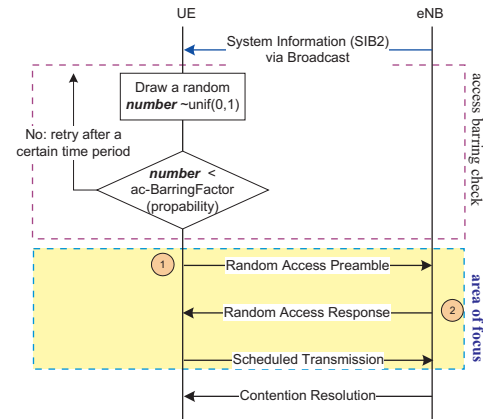 UE
eNB
System Information (SIB2)
via Broadcast
Draw a random
number ~unif(0,1)
No: retry after a
certain time period
number <
ac-BarringFactor
(propability)
access barring check
1
Random Access Preamble
Random Access Response
2
Scheduled Transmission
area of focus
Contention Resolution